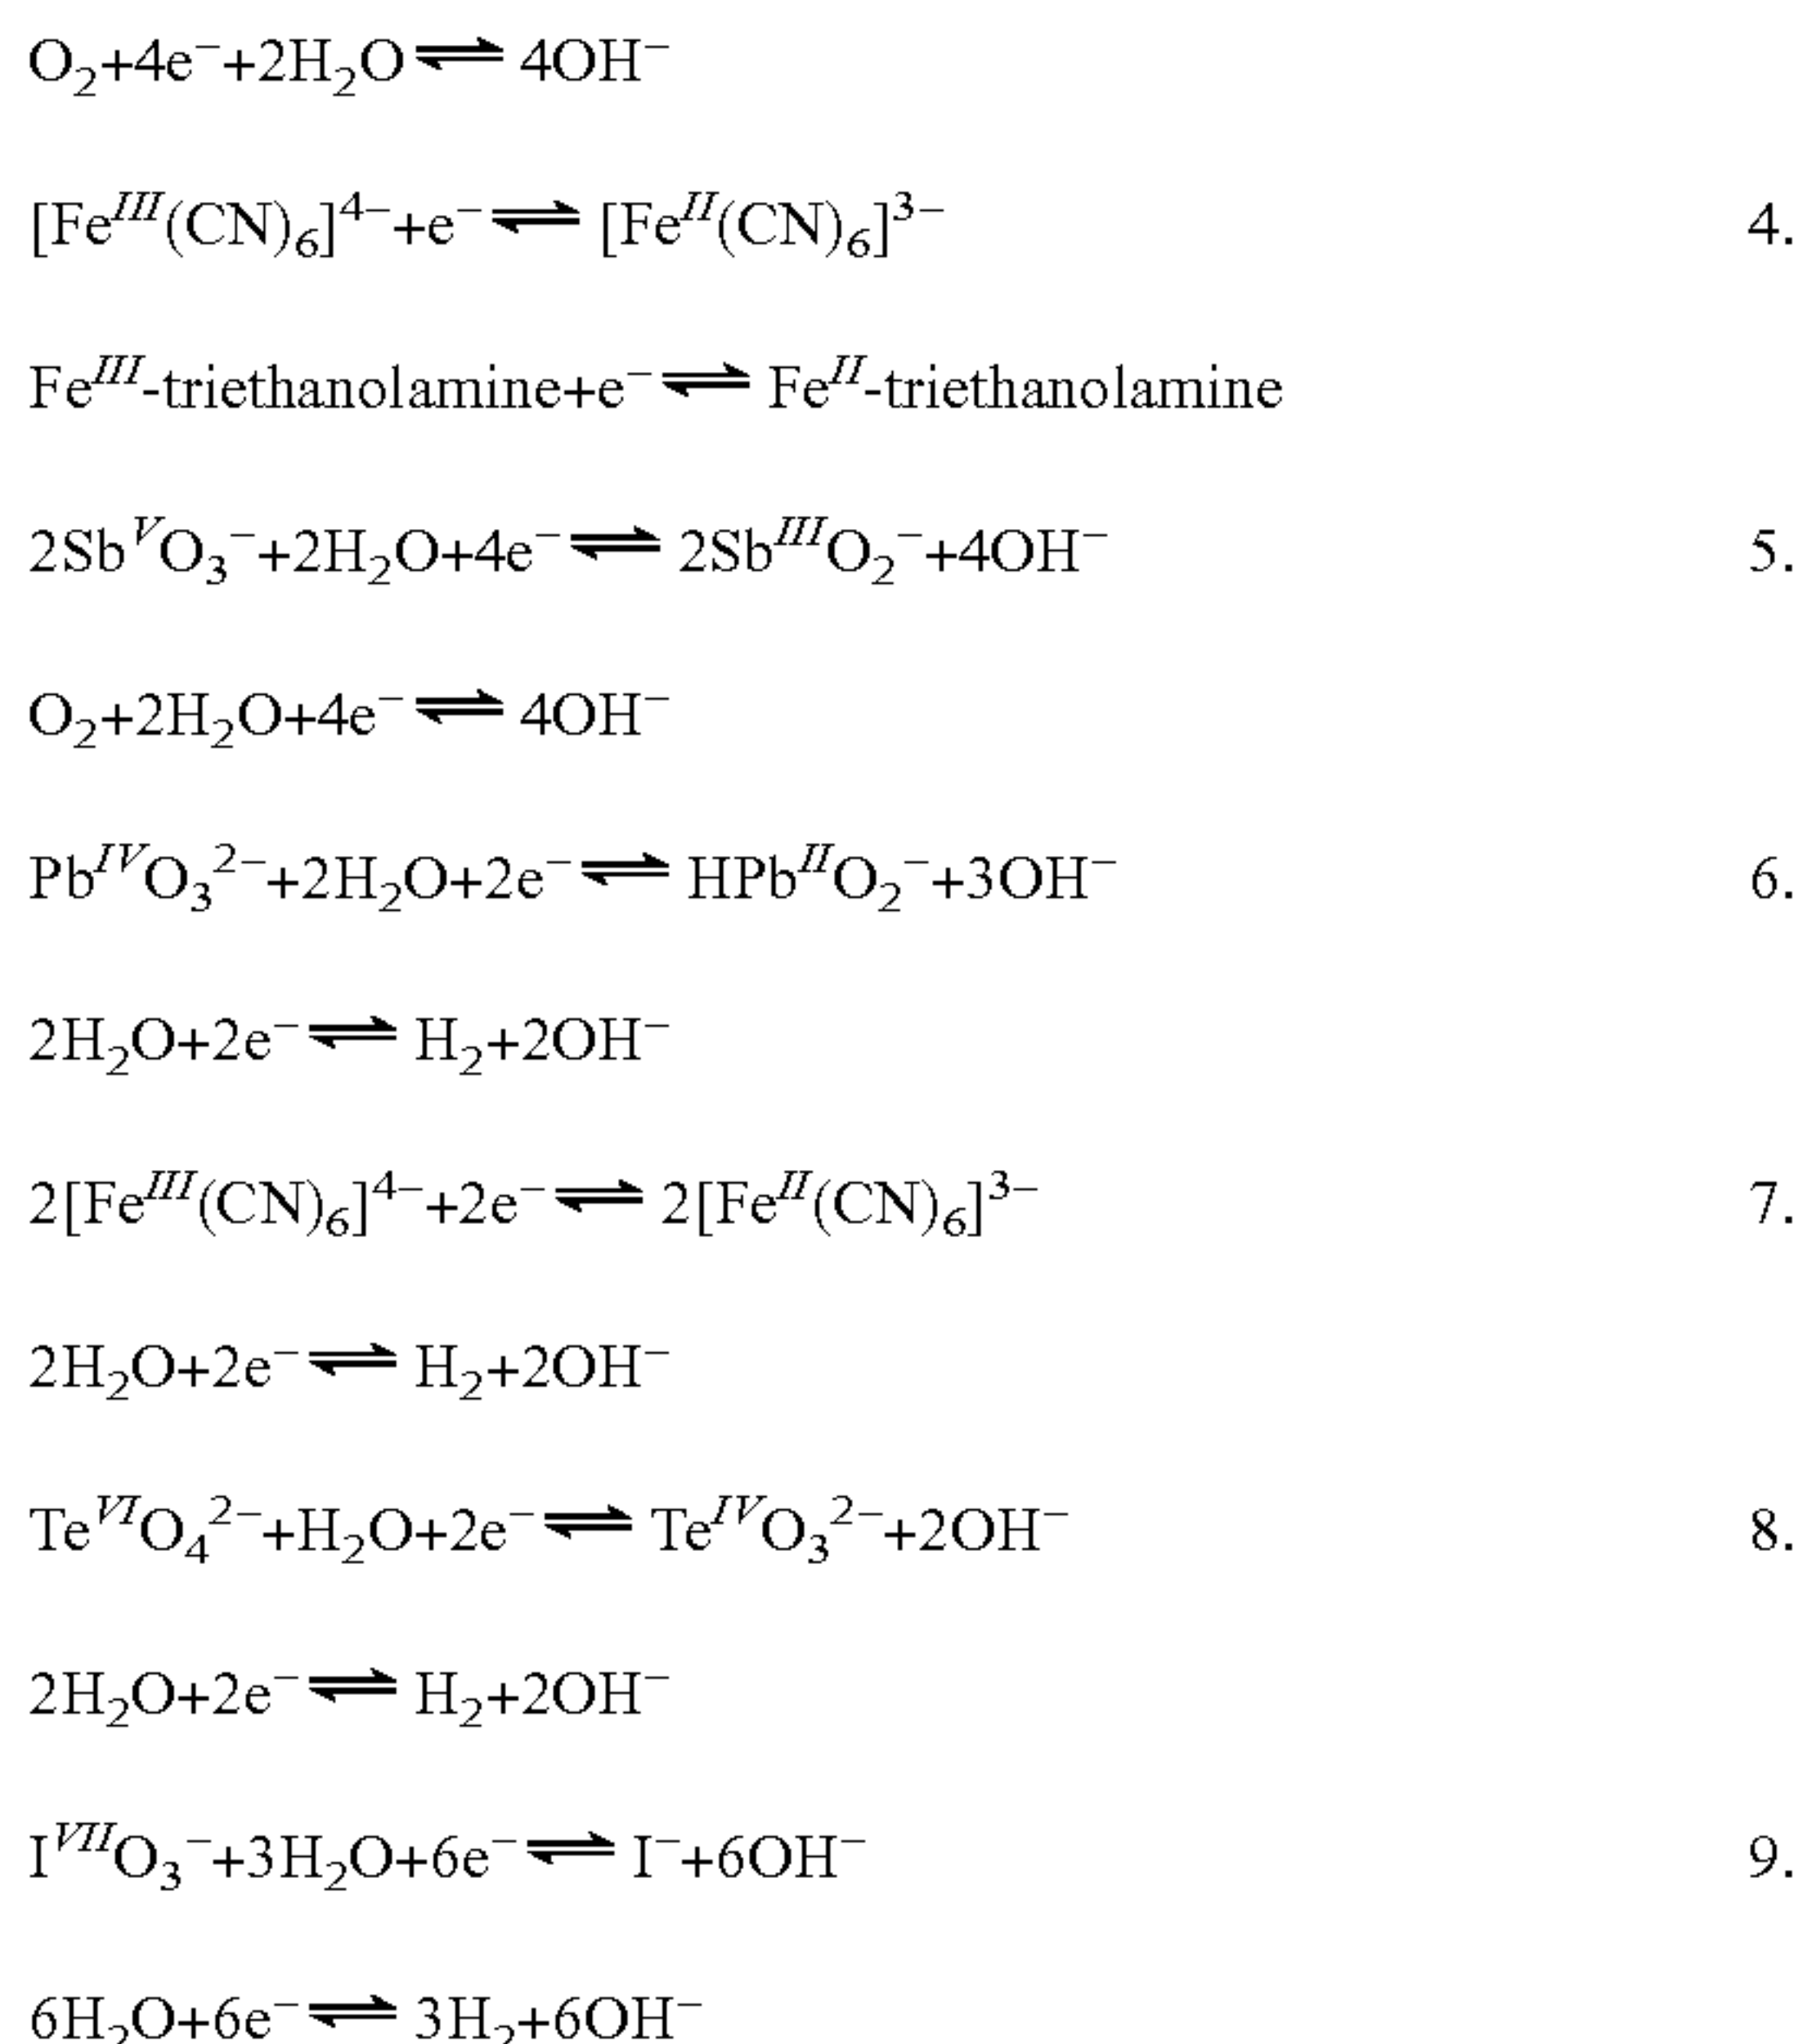 O₂+4e⁻+2H₂O ⇌ 4OH⁻
[Feᴵᴵᴵ(CN)₆]⁴⁻+e⁻ ⇌ [Feᴵᴵ(CN)₆]³⁻ 4.
Feᴵᴵᴵ-triethanolamine+e⁻ ⇌ Feᴵᴵ-triethanolamine
2SbⱽO₃⁻+2H₂O+4e⁻ ⇌ 2SbᴵᴵᴵO₂⁻+4OH⁻ 5.
O₂+2H₂O+4e⁻ ⇌ 4OH⁻
PbᴵⱽO₃²⁻+2H₂O+2e⁻ ⇌ HPbᴵᴵO₂⁻+3OH⁻ 6.
2H₂O+2e⁻ ⇌ H₂+2OH⁻
2[Feᴵᴵᴵ(CN)₆]⁴⁻+2e⁻ ⇌ 2[Feᴵᴵ(CN)₆]³⁻ 7.
2H₂O+2e⁻ ⇌ H₂+2OH⁻
TeⱽᴵO₄²⁻+H₂O+2e⁻ ⇌ TeᴵⱽO₃²⁻+2OH⁻ 8.
2H₂O+2e⁻ ⇌ H₂+2OH⁻
IⱽᴵᴵO₃⁻+3H₂O+6e⁻ ⇌ I⁻+6OH⁻ 9.
6H₂O+6e⁻ ⇌ 3H₂+6OH⁻